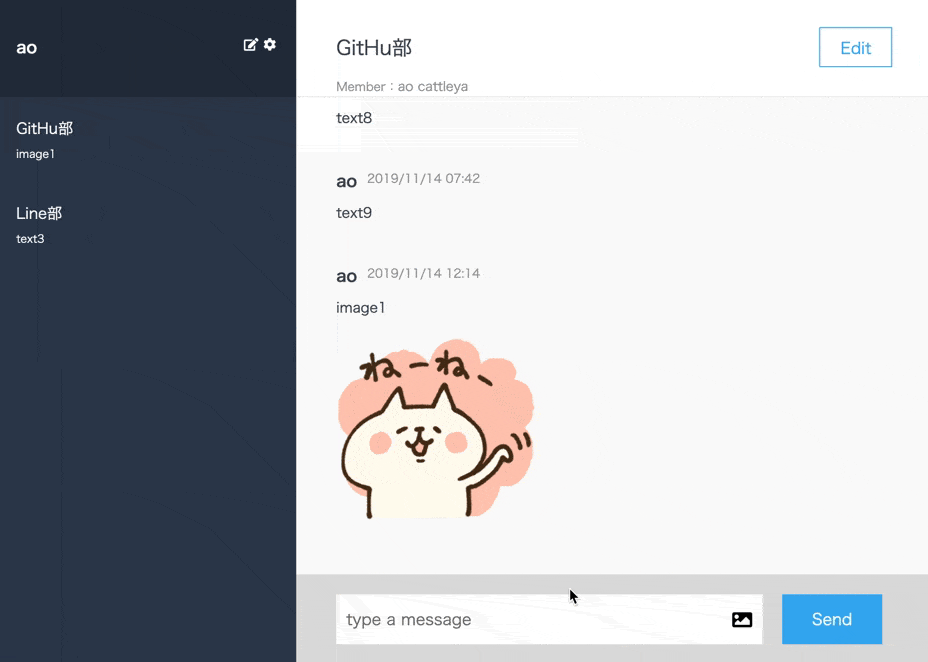 ao
GitHu部
image1
Line部
text3
GitHu部
Edit
Member：ao cattleya
text8
ao 2019/11/14 07:42
text9
ao 2019/11/14 12:14
image1
ねーねー
type a message
Send